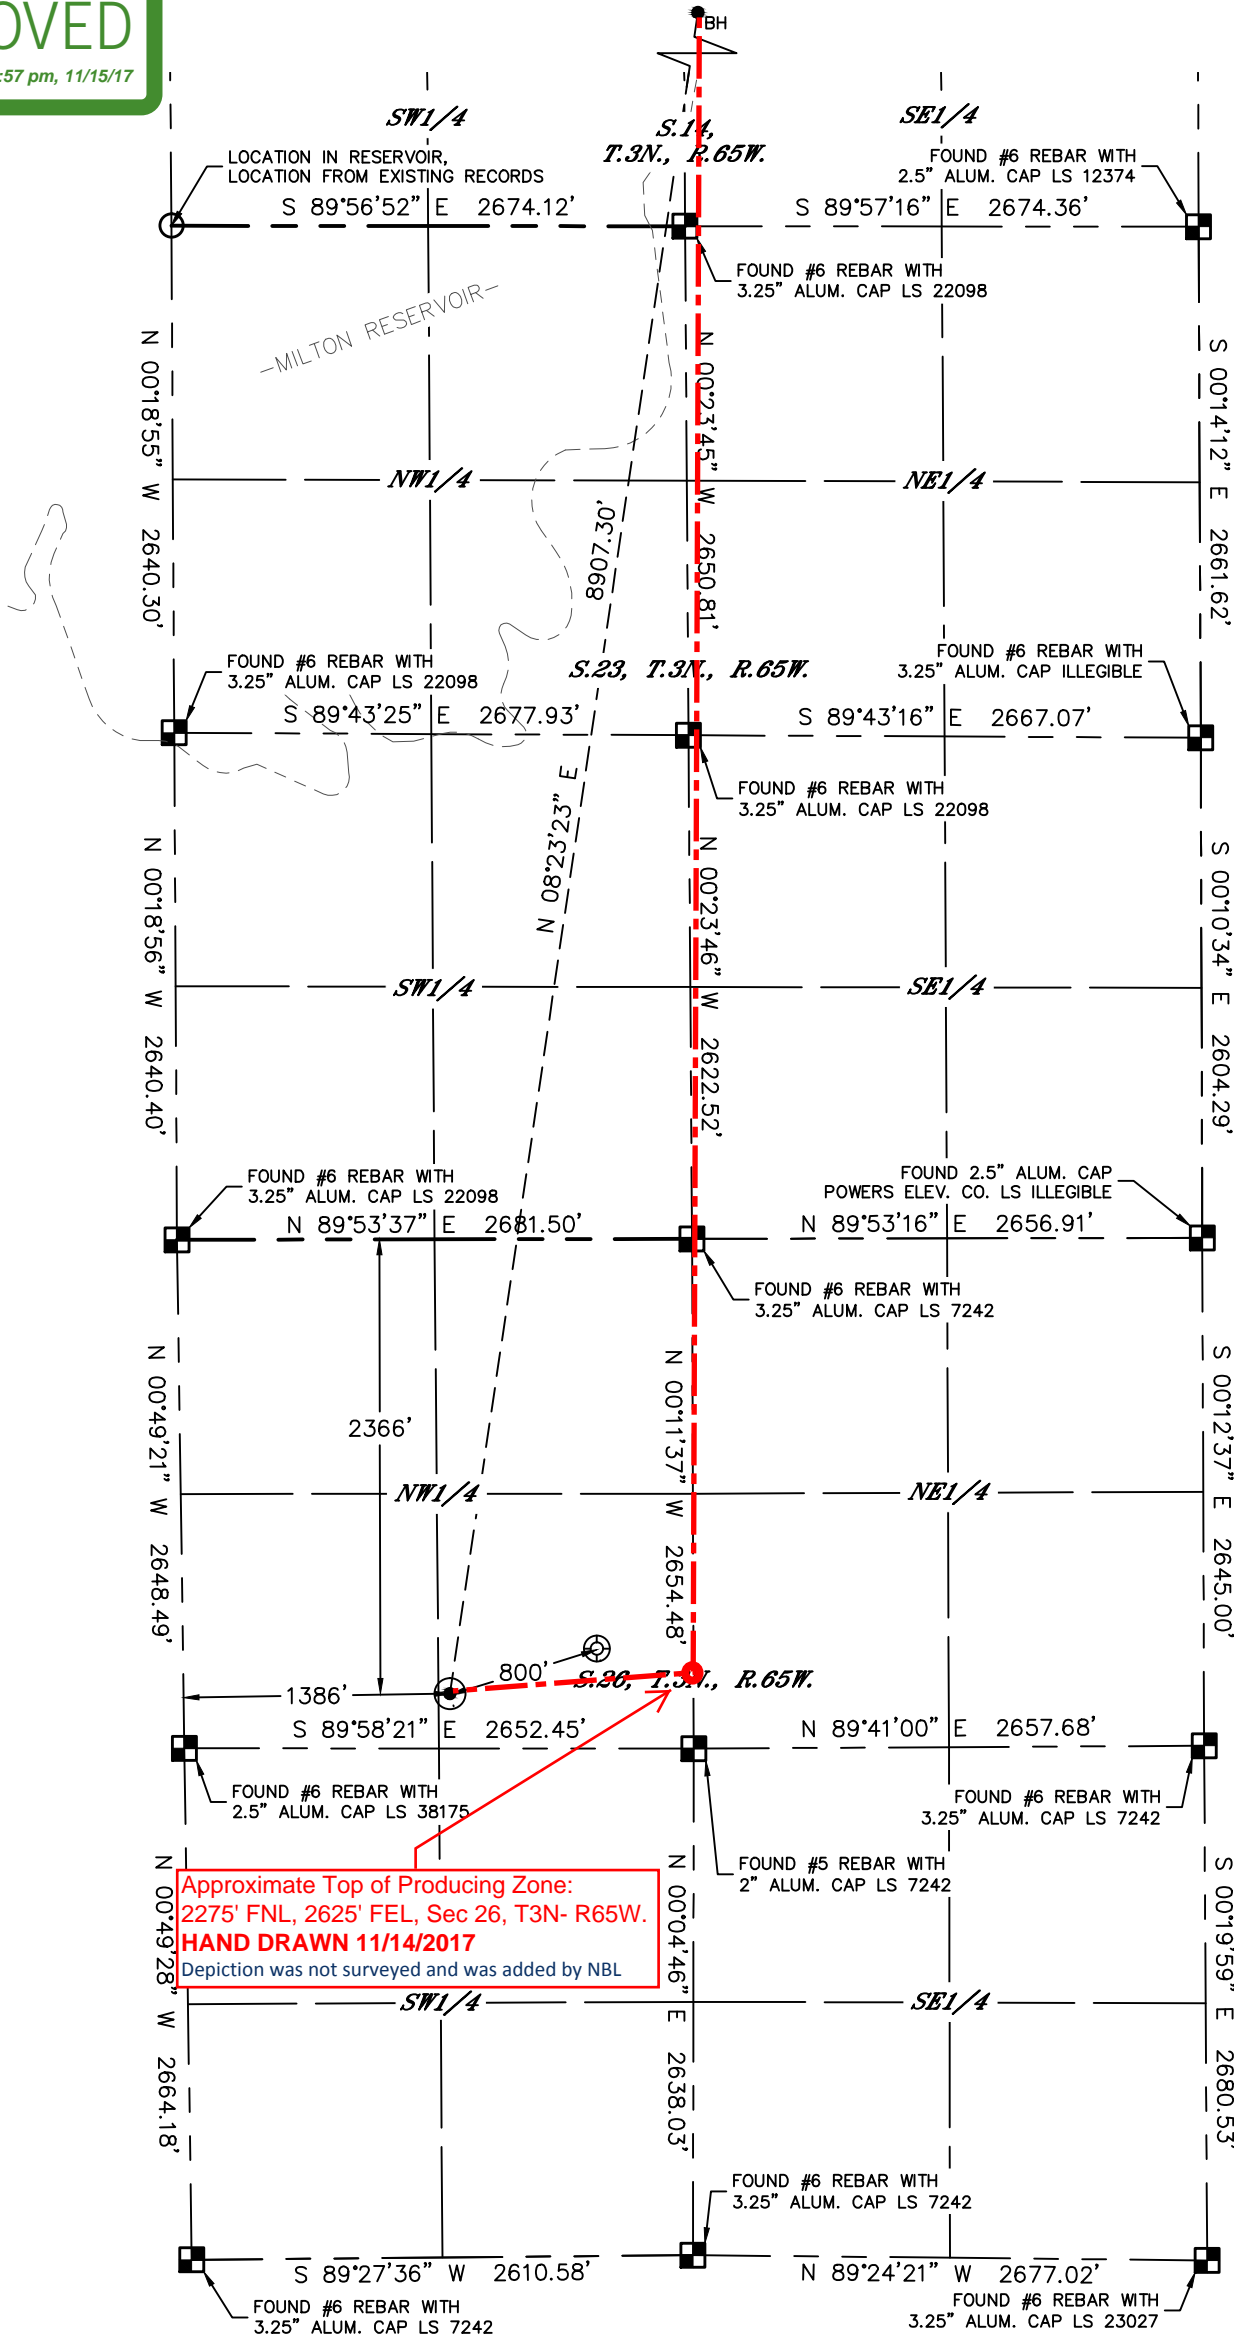 OVED
:57 pm, 11/15/17
BH
SW1/4
SE1/4
S.14,
T.3N., R.65W.
LOCATION IN RESERVOIR,
LOCATION FROM EXISTING RECORDS
FOUND #6 REBAR WITH
2.5" ALUM. CAP LS 12374
S 89°56'52" E 2674.12'
S 89°57'16" E 2674.36'
FOUND #6 REBAR WITH
3.25" ALUM. CAP LS 22098
-MILTON RESERVOIR-
N 00°18'55" W 2640.30'
N 00°23'45" W 2650.81'
S 00°14'12" E 2661.62'
NW1/4
NE1/4
8907.30'
FOUND #6 REBAR WITH
3.25" ALUM. CAP LS 22098
S.23, T.3N., R.65W.
FOUND #6 REBAR WITH
3.25" ALUM. CAP ILLEGIBLE
S 89°43'25" E 2677.93'
S 89°43'16" E 2667.07'
FOUND #6 REBAR WITH
3.25" ALUM. CAP LS 22098
N 08°23'23" E
N 00°18'56" W 2640.40'
N 00°23'46" W 2622.52'
S 00°10'34" E 2604.29'
SW1/4
SE1/4
FOUND #6 REBAR WITH
3.25" ALUM. CAP LS 22098
FOUND 2.5" ALUM. CAP
POWERS ELEV. CO. LS ILLEGIBLE
N 89°53'37" E 2681.50'
N 89°53'16" E 2656.91'
FOUND #6 REBAR WITH
3.25" ALUM. CAP LS 7242
N 00°49'21" W 2648.49'
2366'
N 00°11'37" W 2654.48'
S 00°12'37" E 2645.00'
NW1/4
NE1/4
800'
S.26, T.3N., R.65W.
1386'
S 89°58'21" E 2652.45'
N 89°41'00" E 2657.68'
FOUND #6 REBAR WITH
2.5" ALUM. CAP LS 38175
FOUND #6 REBAR WITH
3.25" ALUM. CAP LS 7242
FOUND #5 REBAR WITH
2" ALUM. CAP LS 7242
Approximate Top of Producing Zone:
2275' FNL, 2625' FEL, Sec 26, T3N- R65W.
HAND DRAWN 11/14/2017
Depiction was not surveyed and was added by NBL
N 00°49'28" W 2664.18'
N 00°04'46" E 2638.03'
S 00°19'59" E 2680.53'
SW1/4
SE1/4
FOUND #6 REBAR WITH
3.25" ALUM. CAP LS 7242
S 89°27'36" W 2610.58'
N 89°24'21" W 2677.02'
FOUND #6 REBAR WITH
3.25" ALUM. CAP LS 7242
FOUND #6 REBAR WITH
3.25" ALUM. CAP LS 23027